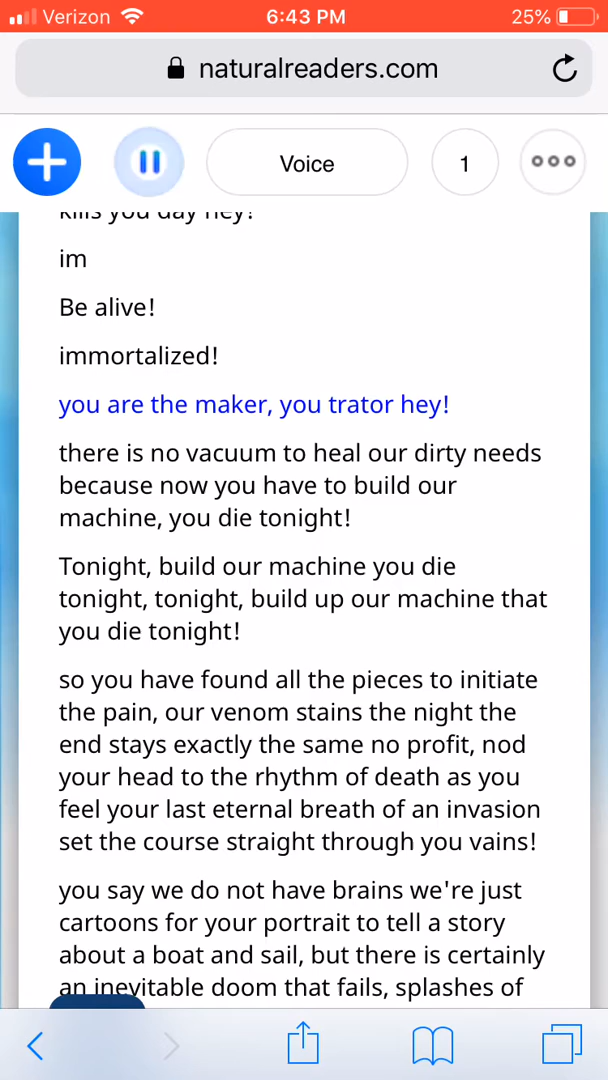 Verizon 6:43 PM 25%
naturalreaders.com
Voice 1
kills you day hey!
im
Be alive!
immortalized!
you are the maker, you trator hey!
there is no vacuum to heal our dirty needs
because now you have to build our
machine, you die tonight!
Tonight, build our machine you die
tonight, tonight, build up our machine that
you die tonight!
so you have found all the pieces to initiate
the pain, our venom stains the night the
end stays exactly the same no profit, nod
your head to the rhythm of death as you
feel your last eternal breath of an invasion
set the course straight through you vains!
you say we do not have brains we're just
cartoons for your portrait to tell a story
about a boat and sail, but there is certainly
an inevitable doom that fails, splashes of